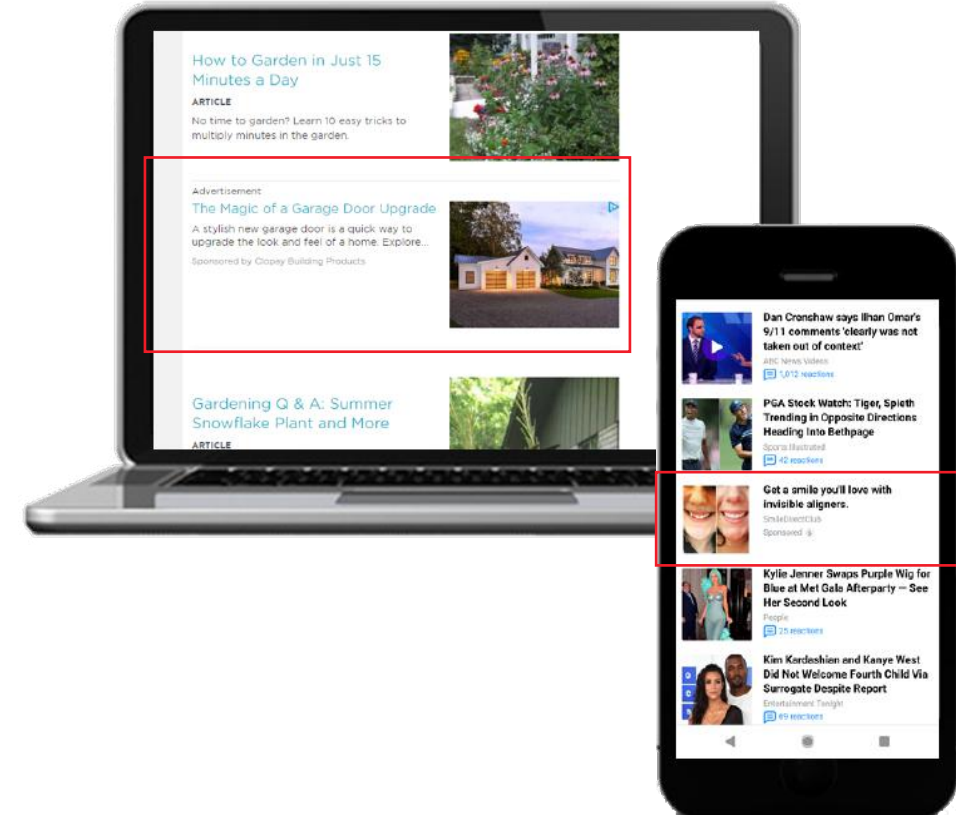 How to Garden in Just 15
Minutes a Day
ARTICLE
No time to garden? Learn 10 easy tricks to
multiply minutes in the garden.
Advertisement
The Magic of a Garage Door Upgrade
A stylish new garage door is a quick way to
upgrade the look and feel of a home. Explore...
Sponsored by Clopay Building Products
Gardening Q & A: Summer
Snowflake Plant and More
ARTICLE
Dan Crenshaw says Ilhan Omar's
9/11 comments 'clearly was not
taken out of context'
ABC News Videos
1,012 reactions
PGA Stock Watch: Tiger, Spieth
Trending in Opposite Directions
Heading Into Bethpage
Sports Illustrated
42 reactions
Get a smile you'll love with
invisible aligners.
SmileDirectClub
Sponsored
Kylie Jenner Swaps Purple Wig for
Blue at Met Gala Afterparty — See
Her Second Look
People
25 reactions
Kim Kardashian and Kanye West
Did Not Welcome Fourth Child Via
Surrogate Despite Report
Entertainment Tonight
69 reactions